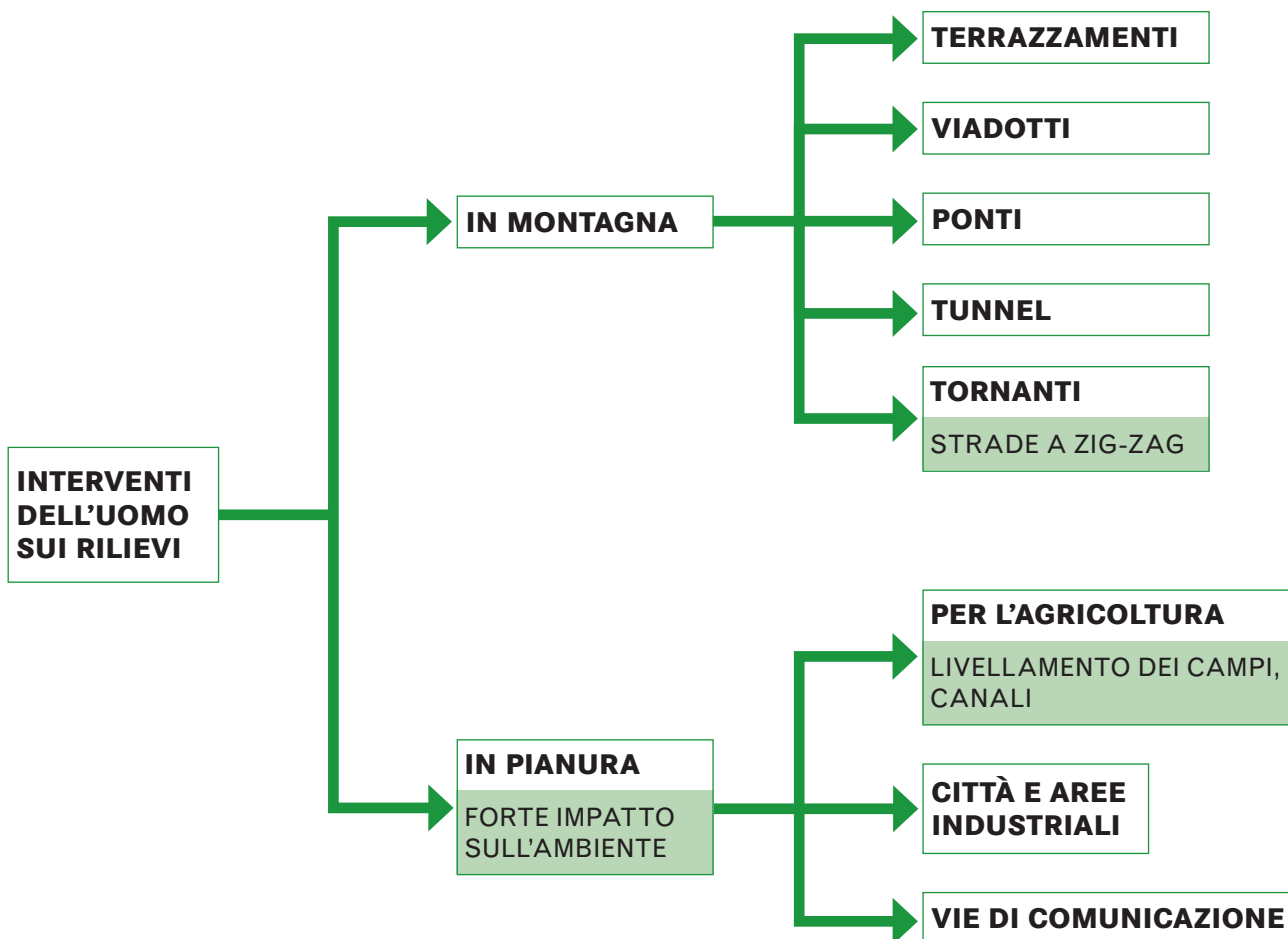 INTERVENTI
DELL'UOMO
SUI RILIEVI
IN MONTAGNA
TERRAZZAMENTI
VIADOTTI
PONTI
TUNNEL
TORNANTI
STRADE A ZIG-ZAG
IN PIANURA
FORTE IMPATTO
SULL'AMBIENTE
PER L'AGRICOLTURA
LIVELLAMENTO DEI CAMPI,
CANALI
CITTÀ E AREE
INDUSTRIALI
VIE DI COMUNICAZIONE